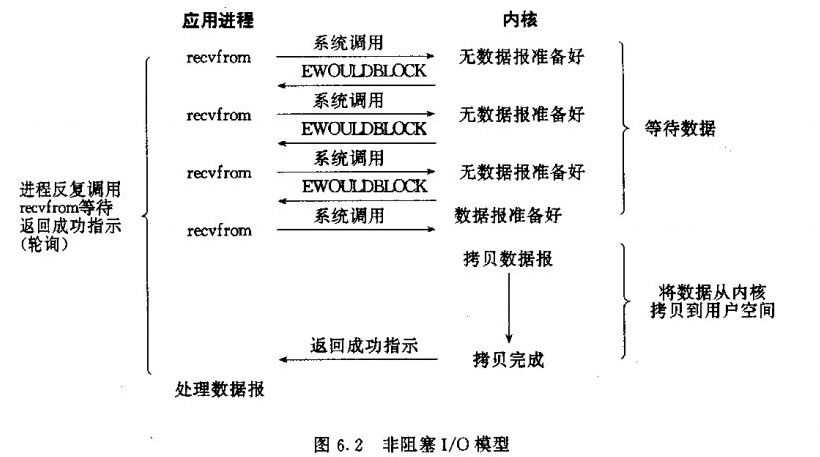 应用进程 内核
recvfrom 系统调用 无数据报准备好
EWOULDBLOCK
recvfrom 系统调用 无数据报准备好
EWOULDBLOCK
recvfrom 系统调用 无数据报准备好
EWOULDBLOCK
recvfrom 系统调用 数据报准备好
等待数据
进程反复调用
recvfrom等待
返回成功指示
(轮询)
拷贝数据报
将数据从内核
拷贝到用户空间
返回成功指示 拷贝完成
处理数据报
图 6.2 非阻塞 I/O 模型